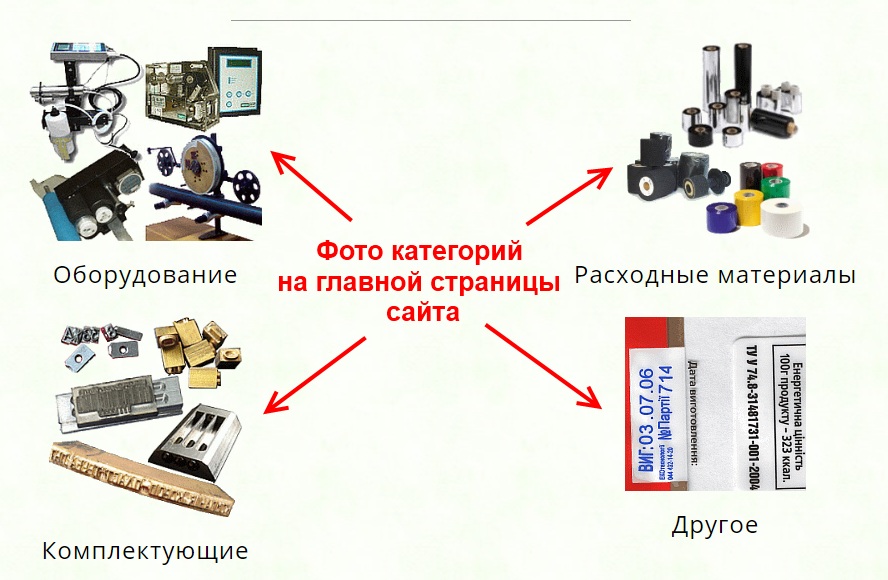 Фото категорий
на главной страницы
сайта
Оборудование
Расходные материалы
ВИГ:03.07.06
№Партії 714
Дата виготовлення:
ТУ У 74.8-31481731-001-2004
Енергетична цінність
100г продукту – 323 ккал.
Комплектующие
Другое